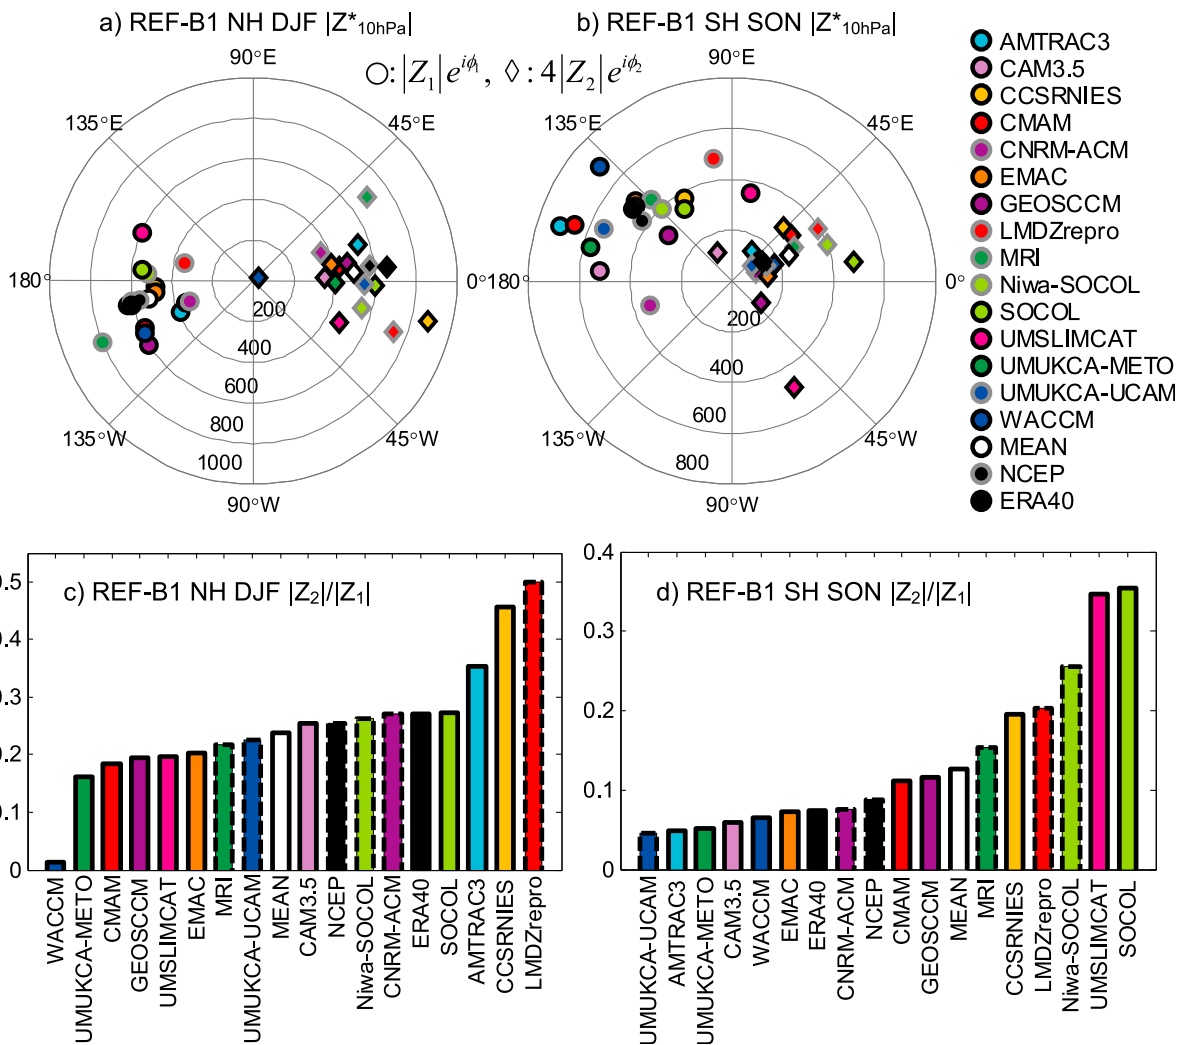 a) REF-B1 NH DJF |Z*10hPa|
b) REF-B1 SH SON |Z*10hPa|
○: |Z1|e^iϕ1, ◊: 4|Z2|e^iϕ2
90°E
135°E
45°E
180°
0°
135°W
45°W
90°W
200
400
600
800
1000
90°E
135°E
45°E
180°
0°
135°W
45°W
90°W
200
400
600
800
AMTRAC3
CAM3.5
CCSRNIES
CMAM
CNRM-ACM
EMAC
GEOSCCM
LMDZrepro
MRI
Niwa-SOCOL
SOCOL
UMSLIMCAT
UMUKCA-METO
UMUKCA-UCAM
WACCM
MEAN
NCEP
ERA40
c) REF-B1 NH DJF |Z2|/|Z1|
0.5
0.4
0.3
0.2
0.1
0
WACCM
UMUKCA-METO
CMAM
GEOSCCM
UMSLIMCAT
EMAC
MRI
UMUKCA-UCAM
MEAN
CAM3.5
NCEP
Niwa-SOCOL
CNRM-ACM
ERA40
SOCOL
AMTRAC3
CCSRNIES
LMDZrepro
d) REF-B1 SH SON |Z2|/|Z1|
0.4
0.3
0.2
0.1
0
UMUKCA-UCAM
AMTRAC3
UMUKCA-METO
CAM3.5
WACCM
EMAC
ERA40
CNRM-ACM
NCEP
CMAM
GEOSCCM
MEAN
MRI
CCSRNIES
LMDZrepro
Niwa-SOCOL
UMSLIMCAT
SOCOL